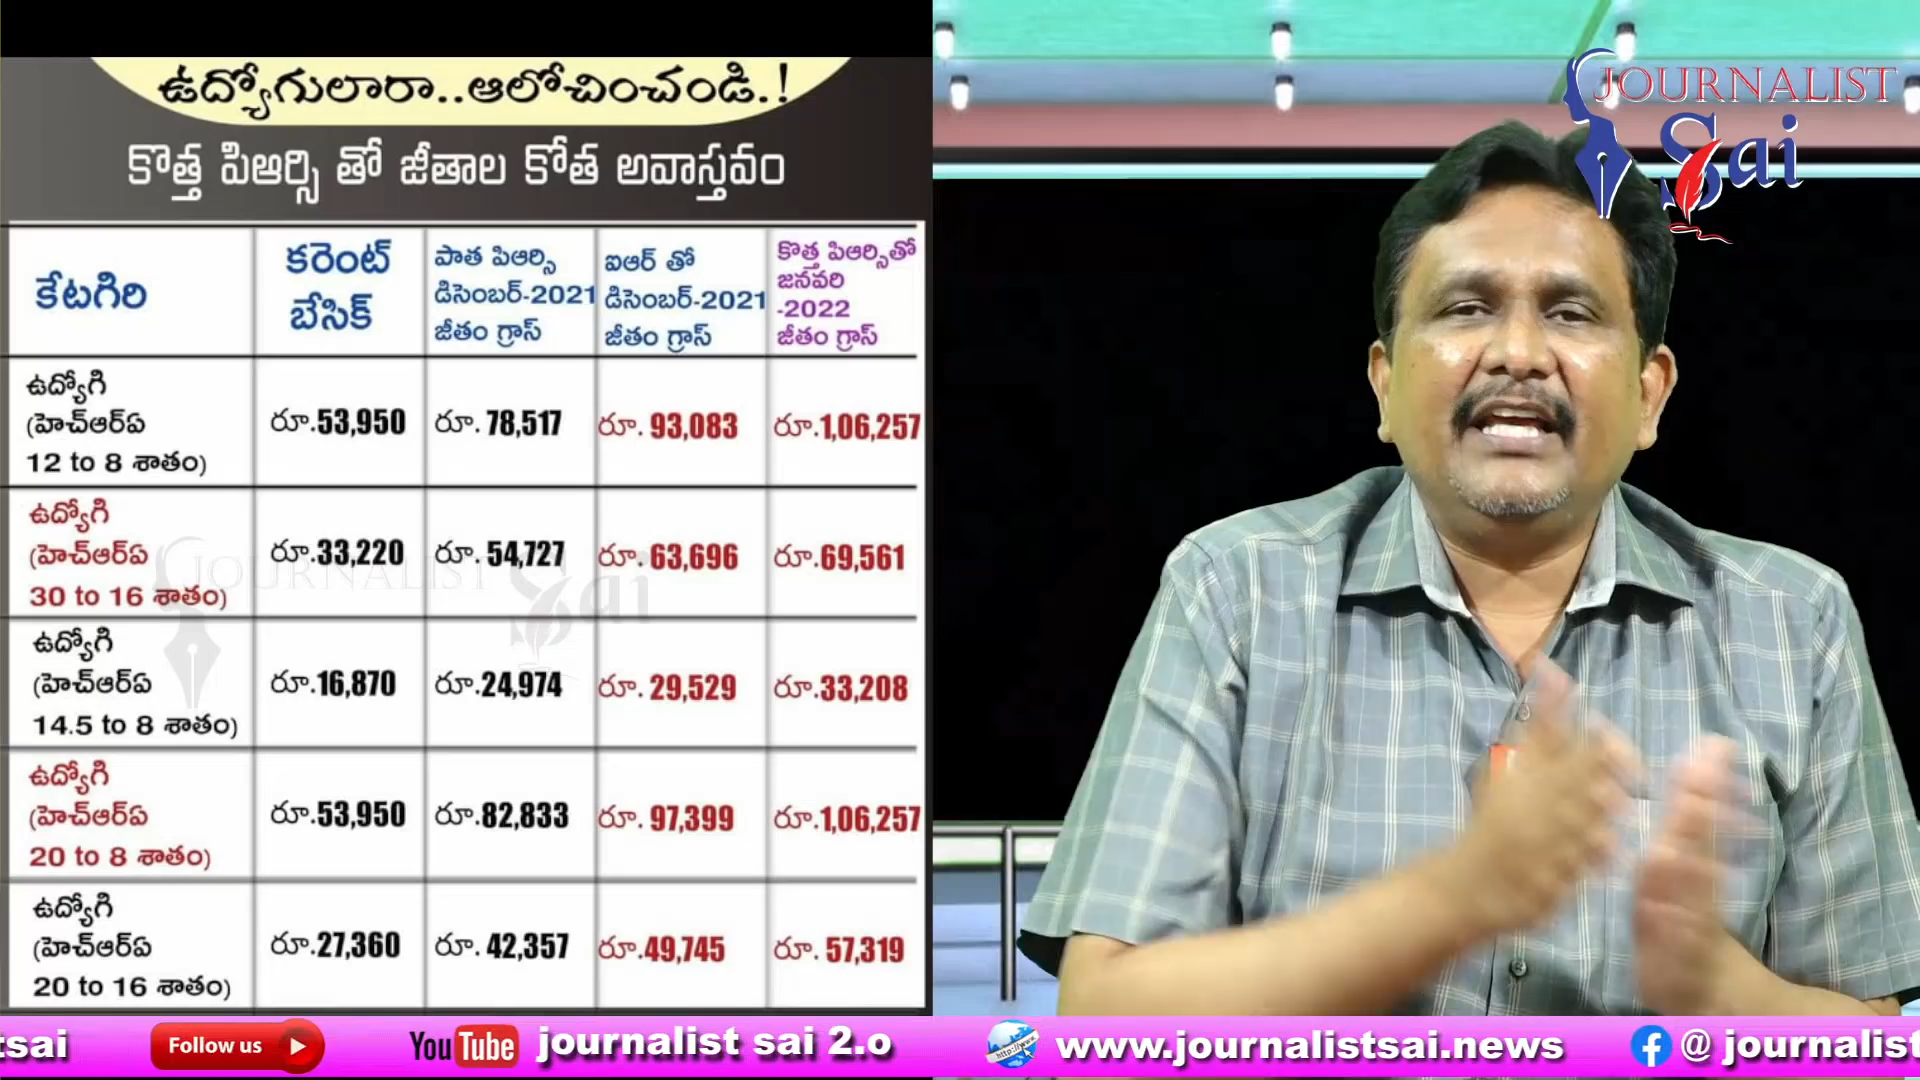 ఉద్యోగులారా..ఆలోచించండి.!
కొత్త పిఆర్సి తో జీతాల కోత అవాస్తవం
కేటగిరి
కరెంట్
బేసిక్
పాత పిఆర్సి
డిసెంబర్-2021
జీతం గ్రాస్
ఐఆర్ తో
డిసెంబర్-2021
జీతం గ్రాస్
కొత్త పిఆర్సితో
జనవరి
-2022
జీతం గ్రాస్
ఉద్యోగి
(హెచ్ఆర్ఏ
12 to 8 శాతం)
రూ.53,950
రూ. 78,517
రూ. 93,083
రూ.1,06,257
ఉద్యోగి
(హెచ్ఆర్ఏ
30 to 16 శాతం)
రూ.33,220
రూ. 54,727
రూ. 63,696
రూ.69,561
ఉద్యోగి
(హెచ్ఆర్ఏ
14.5 to 8 శాతం)
రూ.16,870
రూ.24,974
రూ. 29,529
రూ.33,208
ఉద్యోగి
(హెచ్ఆర్ఏ
20 to 8 శాతం)
రూ.53,950
రూ.82,833
రూ. 97,399
రూ.1,06,257
ఉద్యోగి
(హెచ్ఆర్ఏ
20 to 16 శాతం)
రూ.27,360
రూ. 42,357
రూ.49,745
రూ. 57,319
JOURNALIST
Sai
JOURNALIST
Sai
tsai
Follow us
YouTube
journalist sai 2.o
http://www.
www.journalistsai.news
@ journalist